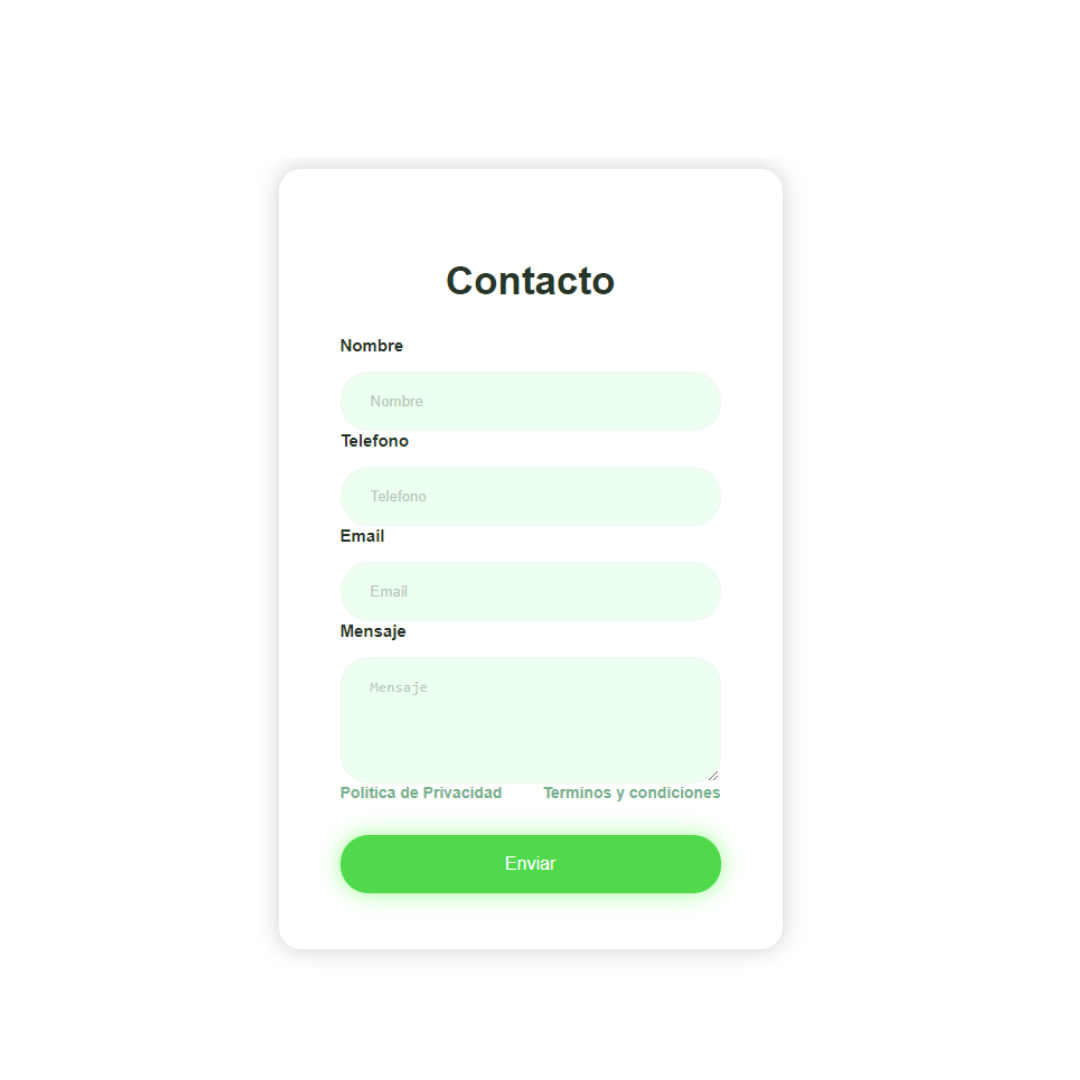 Contacto
Nombre
Nombre
Telefono
Telefono
Email
Email
Mensaje
Mensaje
Politica de Privacidad Terminos y condiciones
Enviar